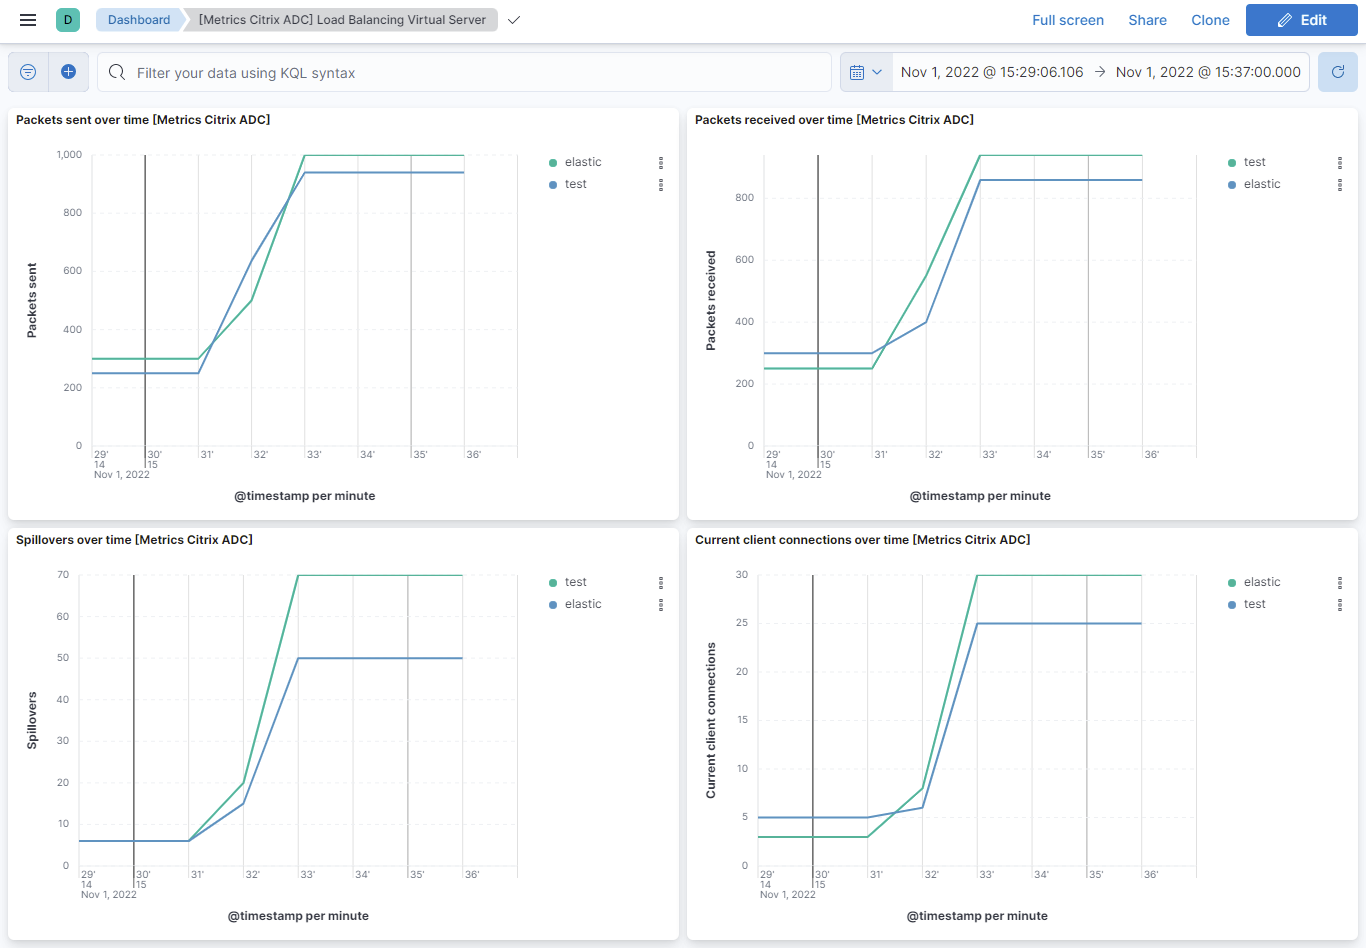 D Dashboard [Metrics Citrix ADC] Load Balancing Virtual Server Full screen Share Clone Edit
Filter your data using KQL syntax Nov 1, 2022 @ 15:29:06.106 → Nov 1, 2022 @ 15:37:00.000
Packets sent over time [Metrics Citrix ADC]
Packets sent
1,000
800
600
400
200
0
29' 30' 31' 32' 33' 34' 35' 36'
14 15
Nov 1, 2022
@timestamp per minute
elastic
test
Packets received over time [Metrics Citrix ADC]
Packets received
800
600
400
200
0
29' 30' 31' 32' 33' 34' 35' 36'
14 15
Nov 1, 2022
@timestamp per minute
test
elastic
Spillovers over time [Metrics Citrix ADC]
Spillovers
70
60
50
40
30
20
10
0
29' 30' 31' 32' 33' 34' 35' 36'
14 15
Nov 1, 2022
@timestamp per minute
test
elastic
Current client connections over time [Metrics Citrix ADC]
Current client connections
30
25
20
15
10
5
0
29' 30' 31' 32' 33' 34' 35' 36'
14 15
Nov 1, 2022
@timestamp per minute
elastic
test